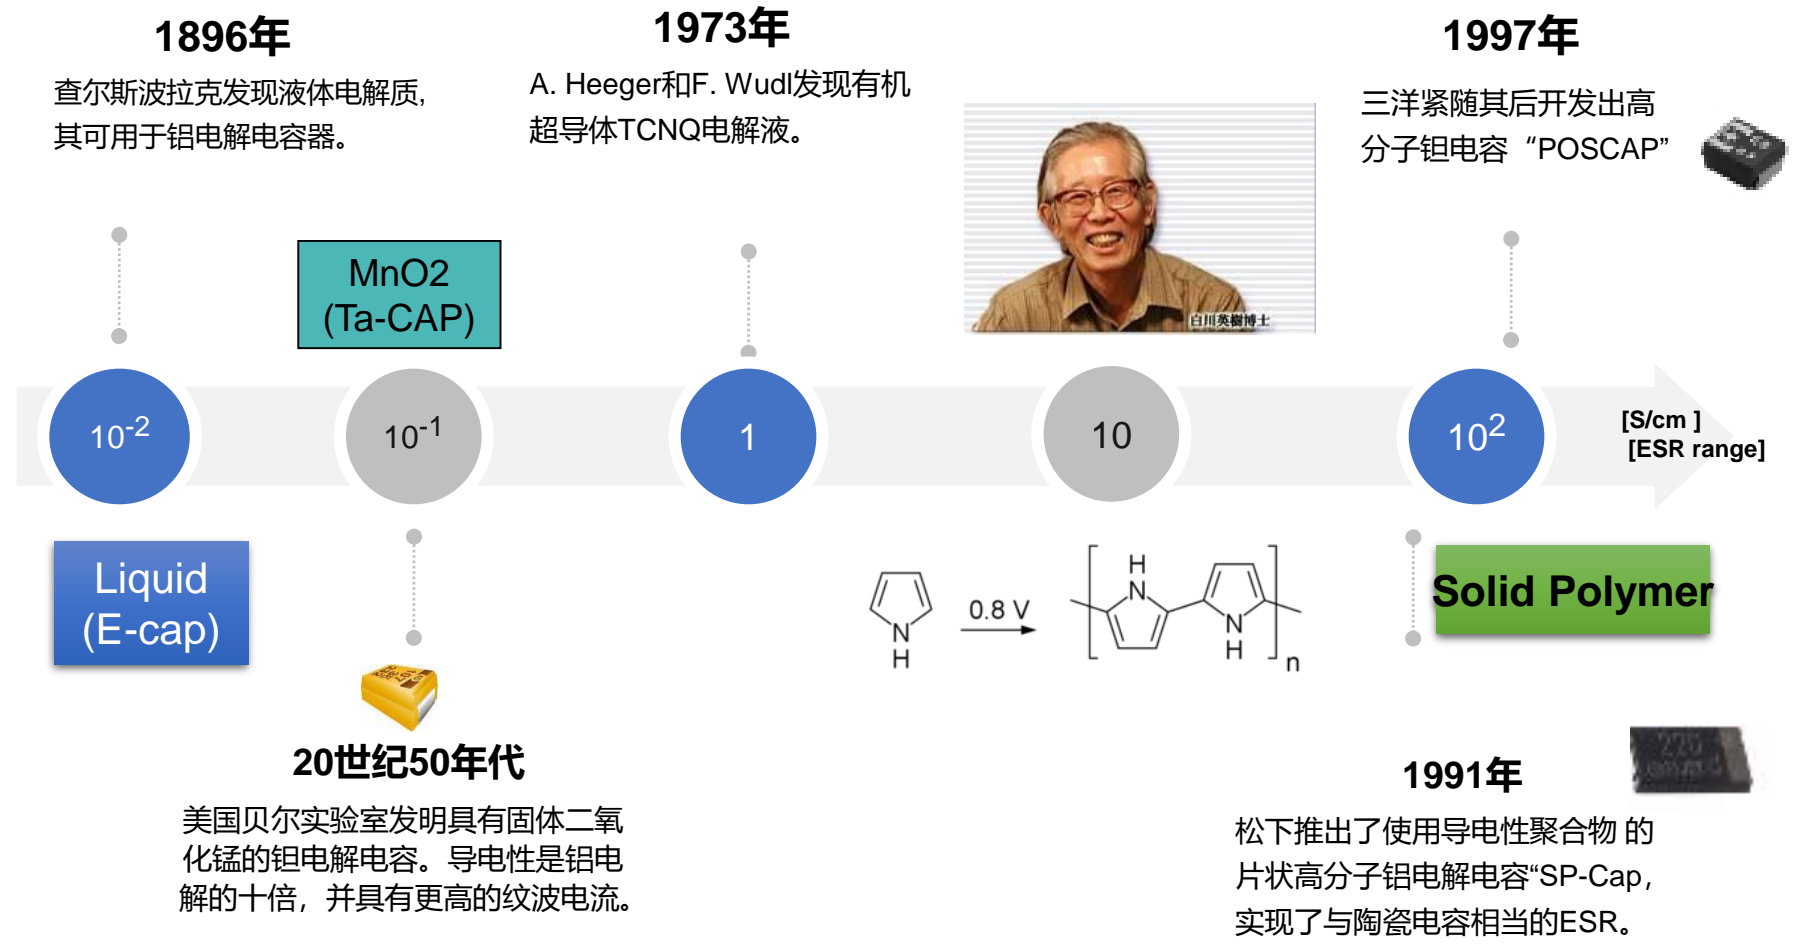 1896年
查尔斯波拉克发现液体电解质,
其可用于铝电解电容器。
1973年
A. Heeger和F. Wudl发现有机
超导体TCNQ电解液。
1997年
三洋紧随其后开发出高
分子钽电容“POSCAP”
MnO2
(Ta-CAP)
白川英樹博士
10⁻²
10⁻¹
1
10
10²
[S/cm ]
[ESR range]
Liquid
(E-cap)
N
H
0.8 V
H
N
N
H
n
Solid Polymer
20世纪50年代
美国贝尔实验室发明具有固体二氧
化锰的钽电解电容。导电性是铝电
解的十倍，并具有更高的纹波电流。
1991年
220
松下推出了使用导电性聚合物 的
片状高分子铝电解电容“SP-Cap，
实现了与陶瓷电容相当的ESR。